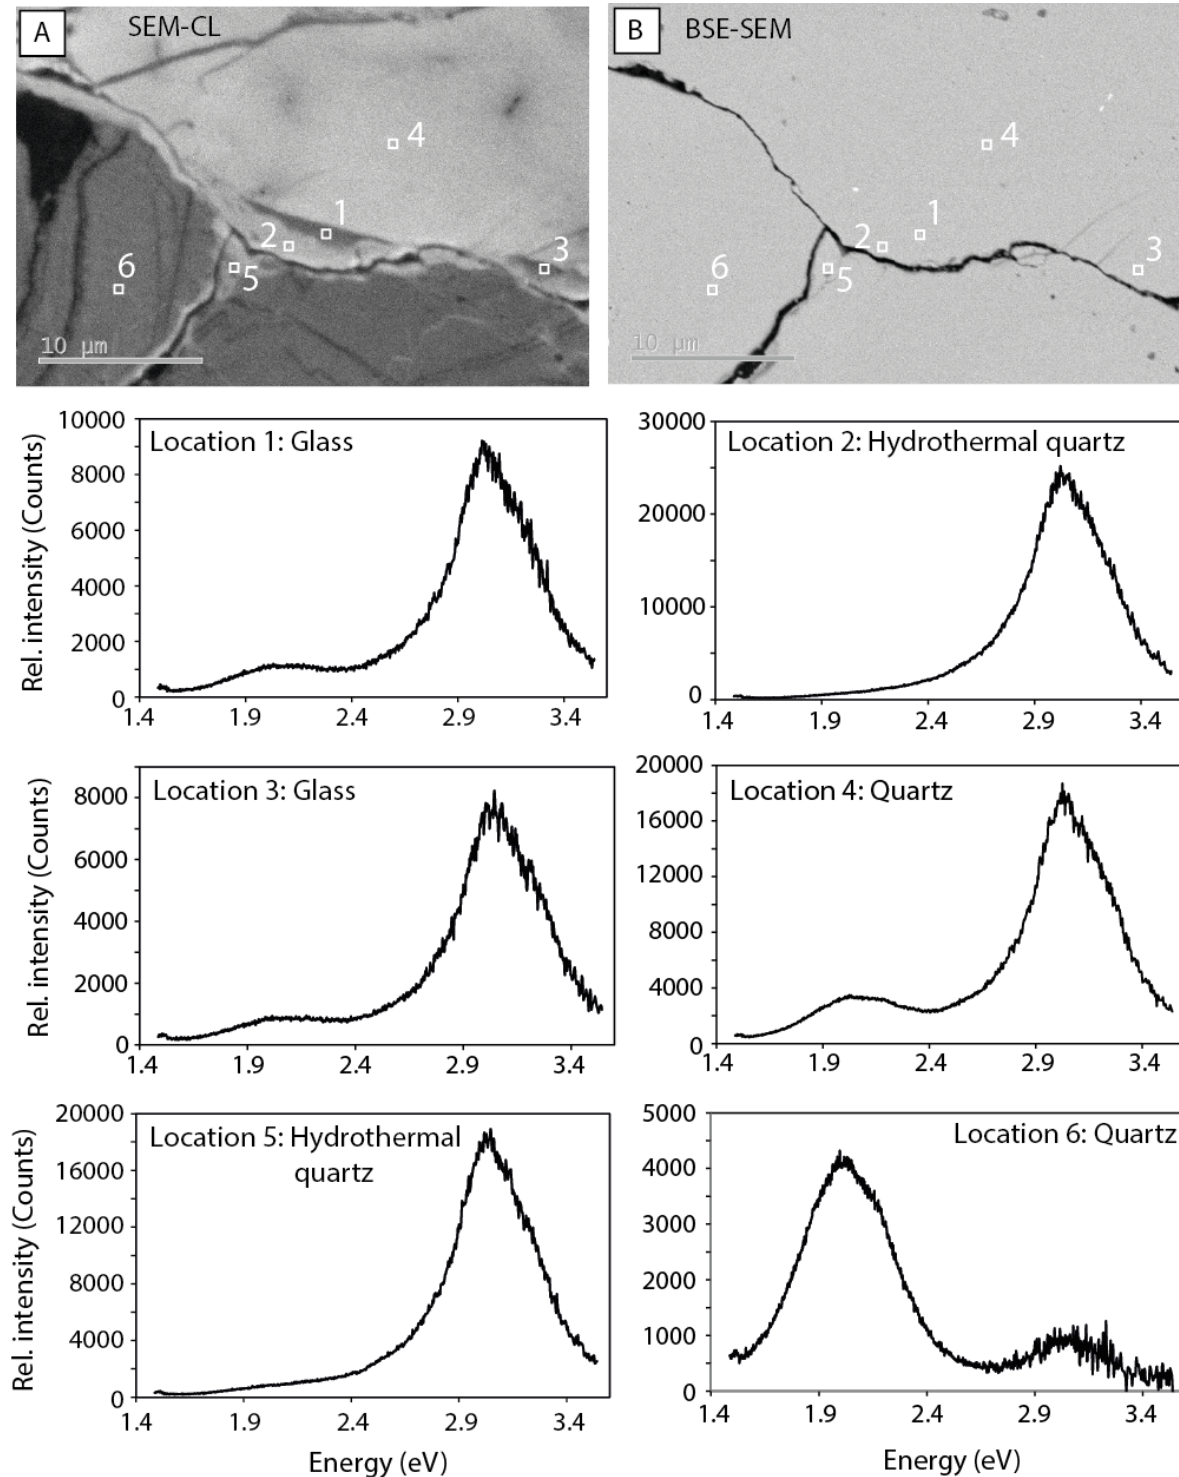 A SEM-CL
B BSE-SEM
4
1
2
3
5
6
10 μm
4
1
2
3
5
6
10 μm
Rel. intensity (Counts)
Location 1: Glass
10000
8000
6000
4000
2000
0
1.4 1.9 2.4 2.9 3.4
Location 2: Hydrothermal quartz
30000
20000
10000
0
1.4 1.9 2.4 2.9 3.4
Rel. intensity (Counts)
Location 3: Glass
8000
6000
4000
2000
0
1.4 1.9 2.4 2.9 3.4
Location 4: Quartz
20000
16000
12000
8000
4000
0
1.4 1.9 2.4 2.9 3.4
Rel. intensity (Counts)
Location 5: Hydrothermal
quartz
20000
16000
12000
8000
4000
0
1.4 1.9 2.4 2.9 3.4
Energy (eV)
Location 6: Quartz
5000
4000
3000
2000
1000
0
1.4 1.9 2.4 2.9 3.4
Energy (eV)